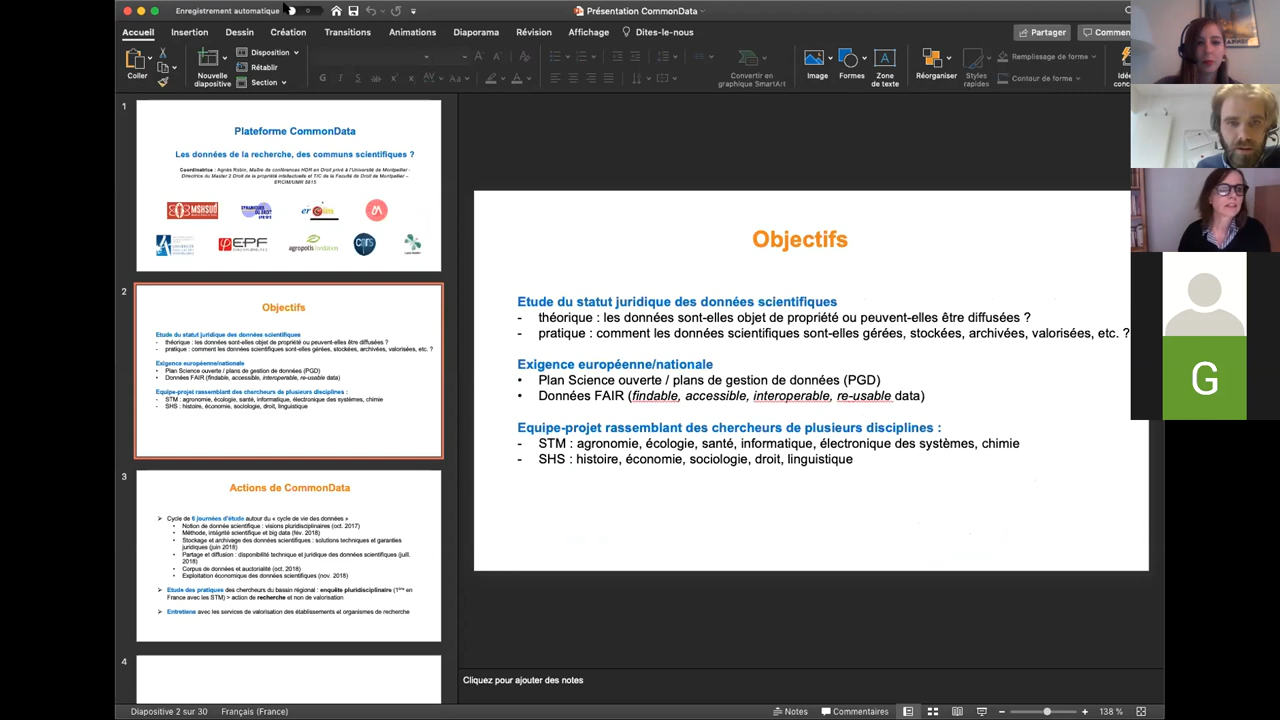 Enregistrement automatique
Présentation CommonData
Accueil Insertion Dessin Création Transitions Animations Diaporama Révision Affichage Dites-le-nous
Partager
Commen
Coller
Nouvelle
diapositive
Disposition
Rétablir
Section
G I S
Convertir en
graphique SmartArt
Image
Formes
Zone
de texte
Réorganiser
Styles
rapides
Remplissage de forme
Contour de forme
Idée
concep
1
Plateforme CommonData
Les données de la recherche, des communs scientifiques ?
Coordinatrice : Agnès Robin, Maître de conférences HDR en Droit privé à l'Université de Montpellier -
Directrice du Master 2 Droit de la propriété intellectuelle et TIC de la Faculté de Droit de Montpellier –
ERCIM/UMR 5815
MSHSUD
DYNAMIQUES
DU DROIT
EPF
agropolis fondation
cnrs
2
Objectifs
Etude du statut juridique des données scientifiques
- théorique : les données sont-elles objet de propriété ou peuvent-elles être diffusées ?
- pratique : comment les données scientifiques sont-elles gérées, stockées, archivées, valorisées, etc. ?
Exigence européenne/nationale
• Plan Science ouverte / plans de gestion de données (PGD)
• Données FAIR (findable, accessible, interoperable, re-usable data)
Equipe-projet rassemblant des chercheurs de plusieurs disciplines :
- STM : agronomie, écologie, santé, informatique, électronique des systèmes, chimie
- SHS : histoire, économie, sociologie, droit, linguistique
3
Actions de CommonData
➢ Cycle de 6 journées d'étude autour du « cycle de vie des données »
• Notion de donnée scientifique : visions pluridisciplinaires (oct. 2017)
• Méthode, intégrité scientifique et big data (fév. 2018)
• Stockage et archivage des données scientifiques : solutions techniques et garanties
juridiques (juin 2018)
• Partage et diffusion : disponibilité technique et juridique des données scientifiques (juill.
2018)
• Corpus de données et auctorialité (oct. 2018)
• Exploitation économique des données scientifiques (nov. 2018)
➢ Etude des pratiques des chercheurs du bassin régional : enquête pluridisciplinaire (1ère en
France avec les STM) > action de recherche et non de valorisation
➢ Entretiens avec les services de valorisation des établissements et organismes de recherche
4
Objectifs
Etude du statut juridique des données scientifiques
- théorique : les données sont-elles objet de propriété ou peuvent-elles être diffusées ?
- pratique : comment les données scientifiques sont-elles gérées, stockées, archivées, valorisées, etc. ?
Exigence européenne/nationale
• Plan Science ouverte / plans de gestion de données (PGD)
• Données FAIR (findable, accessible, interoperable, re-usable data)
Equipe-projet rassemblant des chercheurs de plusieurs disciplines :
- STM : agronomie, écologie, santé, informatique, électronique des systèmes, chimie
- SHS : histoire, économie, sociologie, droit, linguistique
G
Cliquez pour ajouter des notes
Diapositive 2 sur 30 Français (France) Notes Commentaires 138 %